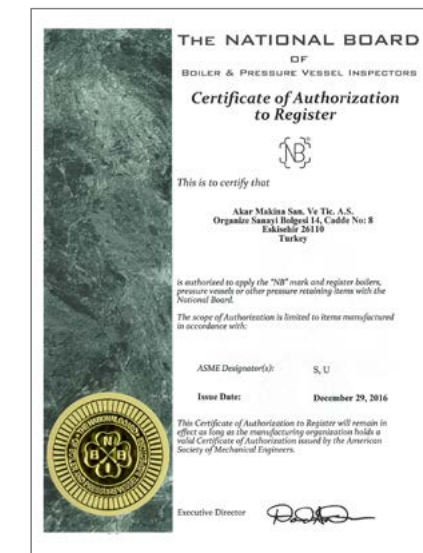 THE NATIONAL BOARD
OF
BOILER & PRESSURE VESSEL INSPECTORS
Certificate of Authorization
to Register
NB
This is to certify that
Akar Makina San. Ve Tic. A.S.
Organize Sanayi Bolgesi 14, Cadde No: 8
Eskisehir 26110
Turkey
is authorized to apply the "NB" mark and register boilers,
pressure vessels or other pressure retaining items with the
National Board.
The scope of Authorization is limited to items manufactured
in accordance with:
ASME Designator(s): S, U
Issue Date: December 29, 2016
This Certificate of Authorization to Register will remain in
effect as long as the manufacturing organization holds a
valid Certificate of Authorization issued by the American
Society of Mechanical Engineers.
N
B B
I
Executive Director